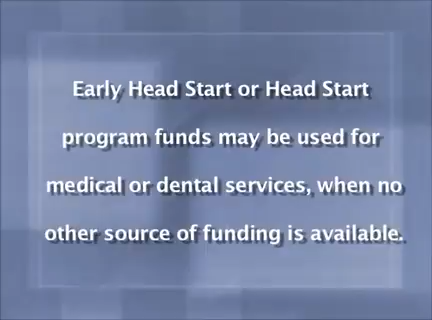 Early Head Start or Head Start
program funds may be used for
medical or dental services, when no
other source of funding is available.